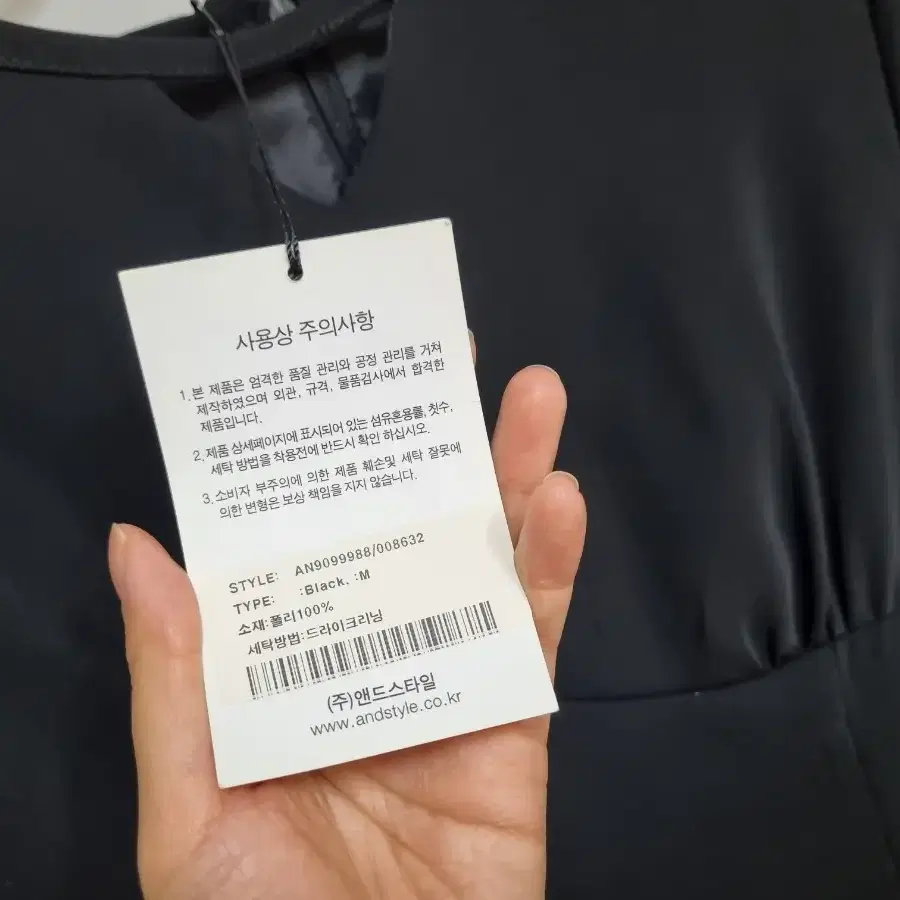 사용상 주의사항
1. 본 제품은 엄격한 품질 관리와 공정 관리를 거쳐
제작하였으며 외관, 규격, 물품검사에서 합격한
제품입니다.
2. 제품 상세페이지에 표시되어 있는 섬유혼용률, 칫수,
세탁 방법을 착용전에 반드시 확인 하십시오.
3. 소비자 부주의에 의한 제품 훼손및 세탁 잘못에
의한 변형은 보상 책임을 지지 않습니다.
STYLE: AN9099988/008632
TYPE: :Black, :M
소재:폴리100%
세탁방법:드라이크리닝
(주)앤드스타일
www.andstyle.co.kr